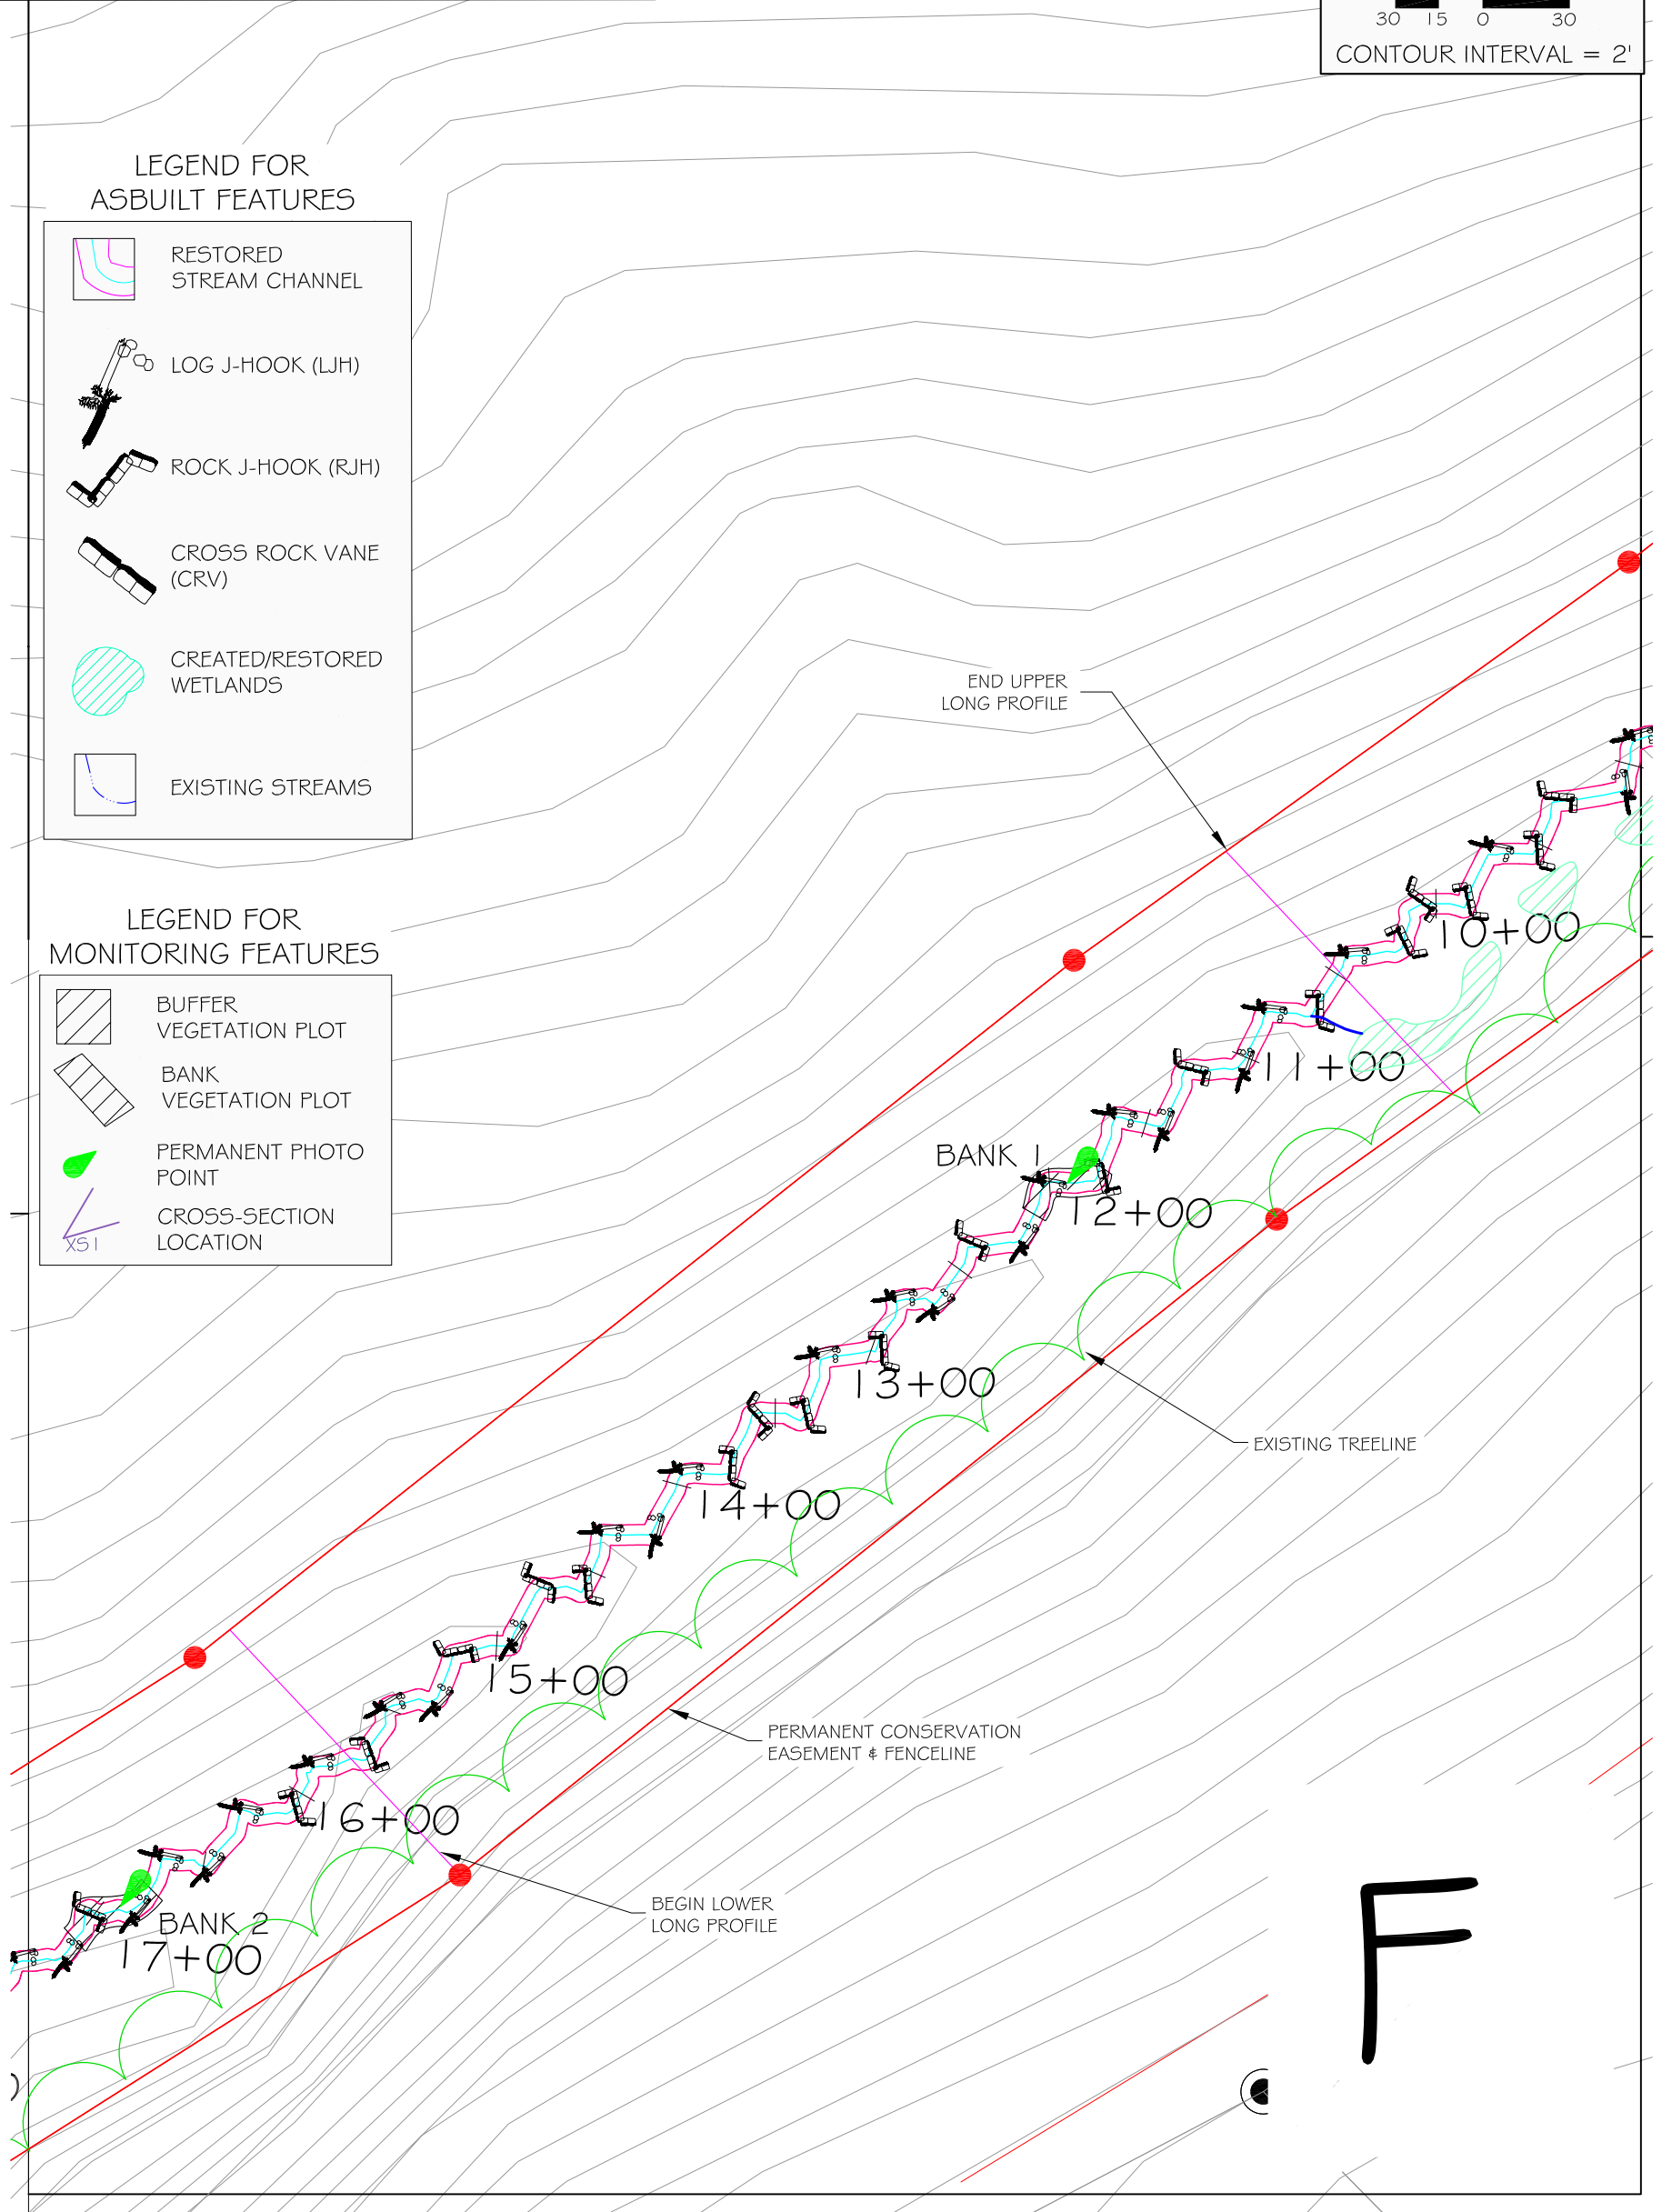 30 15 0 30
CONTOUR INTERVAL = 2'
LEGEND FOR
ASBUILT FEATURES
RESTORED
STREAM CHANNEL
LOG J-HOOK (LJH)
ROCK J-HOOK (RJH)
CROSS ROCK VANE
(CRV)
CREATED/RESTORED
WETLANDS
EXISTING STREAMS
LEGEND FOR
MONITORING FEATURES
BUFFER
VEGETATION PLOT
BANK
VEGETATION PLOT
PERMANENT PHOTO
POINT
CROSS-SECTION
LOCATION
XS1
END UPPER
LONG PROFILE
10+00
11+00
BANK 1
12+00
13+00
EXISTING TREELINE
14+00
15+00
PERMANENT CONSERVATION
EASEMENT & FENCELINE
16+00
BEGIN LOWER
LONG PROFILE
BANK 2
17+00
F